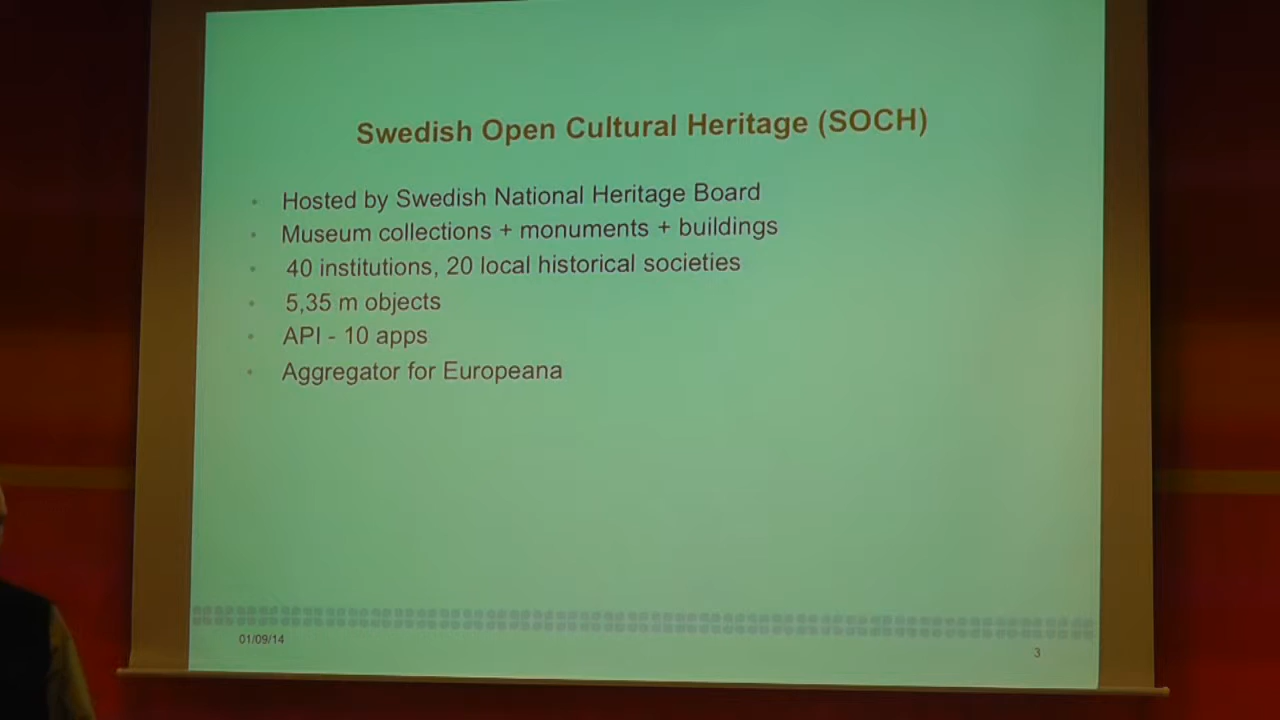 Swedish Open Cultural Heritage (SOCH)
• Hosted by Swedish National Heritage Board
• Museum collections + monuments + buildings
• 40 institutions, 20 local historical societies
• 5,35 m objects
• API - 10 apps
• Aggregator for Europeana
01/09/14
3